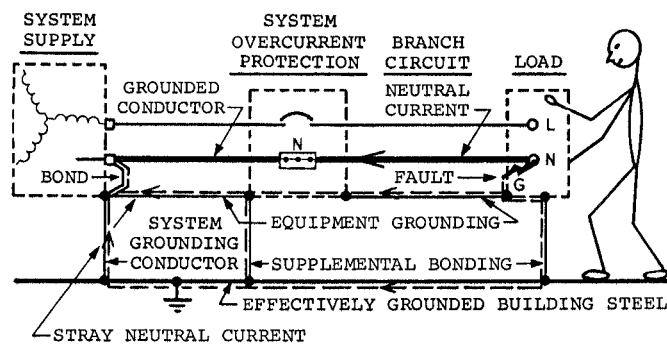 SYSTEM
SUPPLY
SYSTEM
OVERCURRENT
PROTECTION
BRANCH
CIRCUIT
LOAD
GROUNDED
CONDUCTOR
NEUTRAL
CURRENT
L
N
N
BOND
FAULT
G
SYSTEM
GROUNDING
CONDUCTOR
EQUIPMENT GROUNDING
SUPPLEMENTAL BONDING
EFFECTIVELY GROUNDED BUILDING STEEL
STRAY NEUTRAL CURRENT